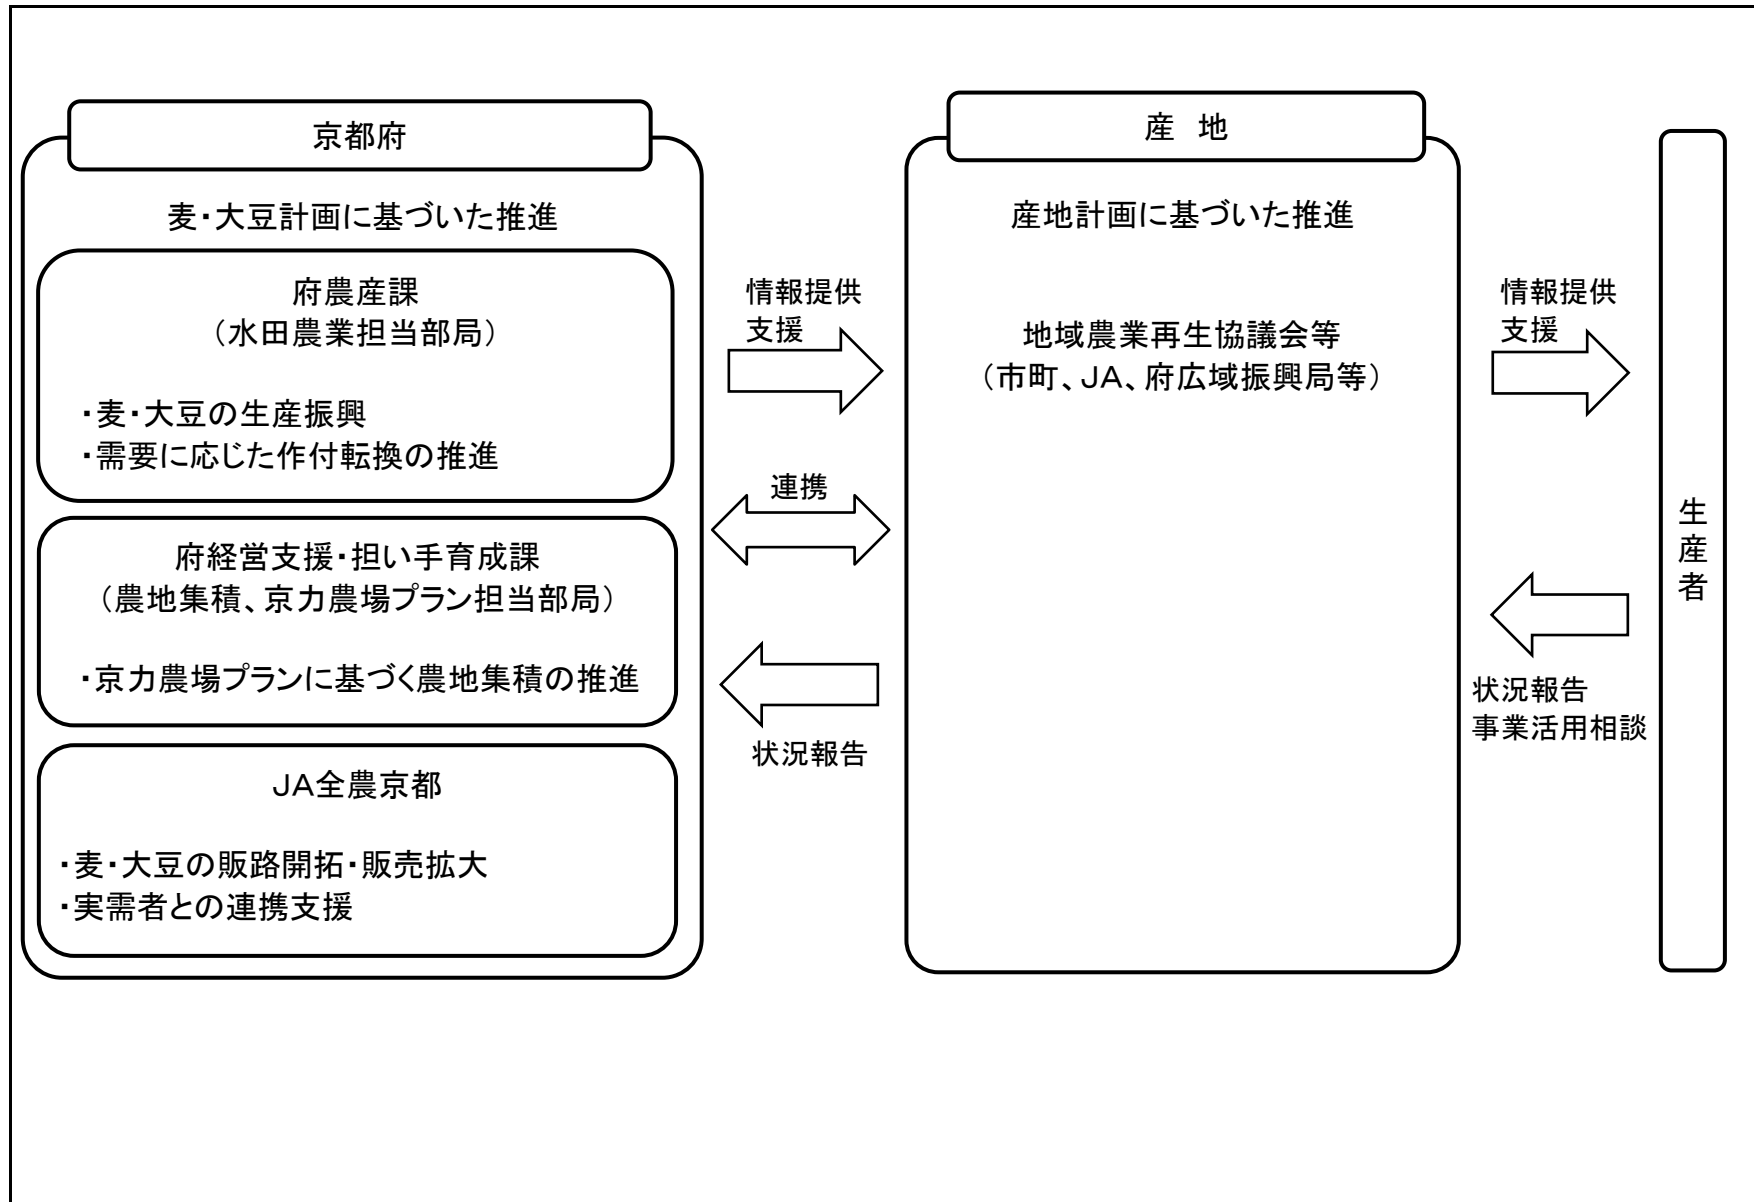 京都府
麦・大豆計画に基づいた推進
府農産課
（水田農業担当部局）
・麦・大豆の生産振興
・需要に応じた作付転換の推進
府経営支援・担い手育成課
（農地集積、京力農場プラン担当部局）
・京力農場プランに基づく農地集積の推進
JA全農京都
・麦・大豆の販路開拓・販売拡大
・実需者との連携支援
情報提供
支援
連携
状況報告
産 地
産地計画に基づいた推進
地域農業再生協議会等
（市町、JA、府広域振興局等）
情報提供
支援
状況報告
事業活用相談
生産者